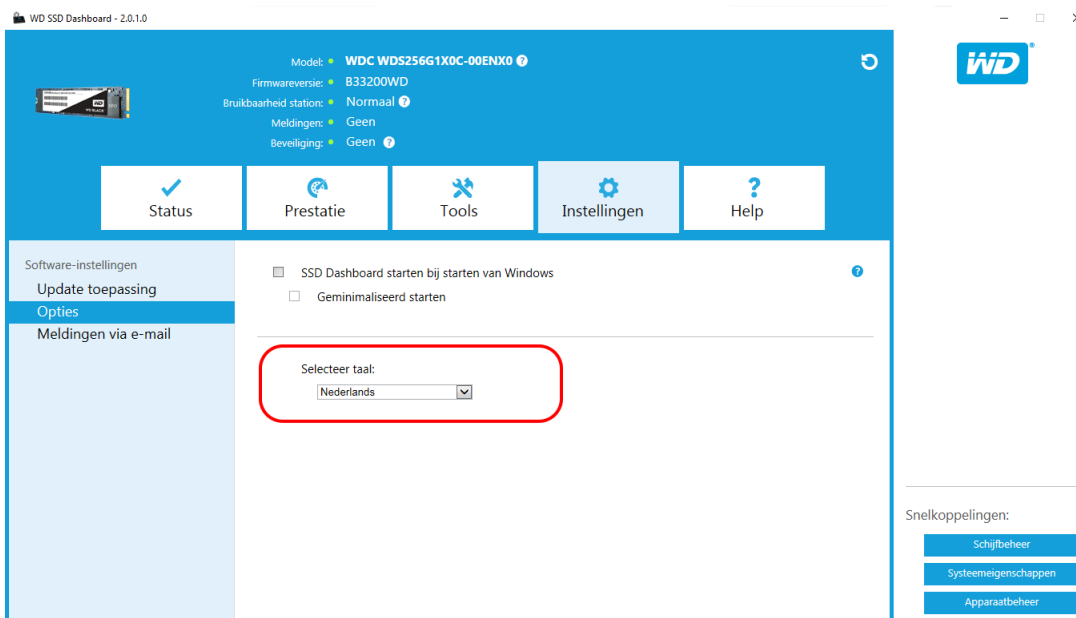 WD SSD Dashboard - 2.0.1.0
Model: WDC WDS256G1X0C-00ENX0
Firmwareversie: B33200WD
Bruikbaarheid station: Normaal
Meldingen: Geen
Beveiliging: Geen
WD
Status
Prestatie
Tools
Instellingen
Help
Software-instellingen
Update toepassing
Opties
Meldingen via e-mail
SSD Dashboard starten bij starten van Windows
Geminimaliseerd starten
Selecteer taal:
Nederlands
Snelkoppelingen:
Schijfbeheer
Systeemeigenschappen
Apparaatbeheer